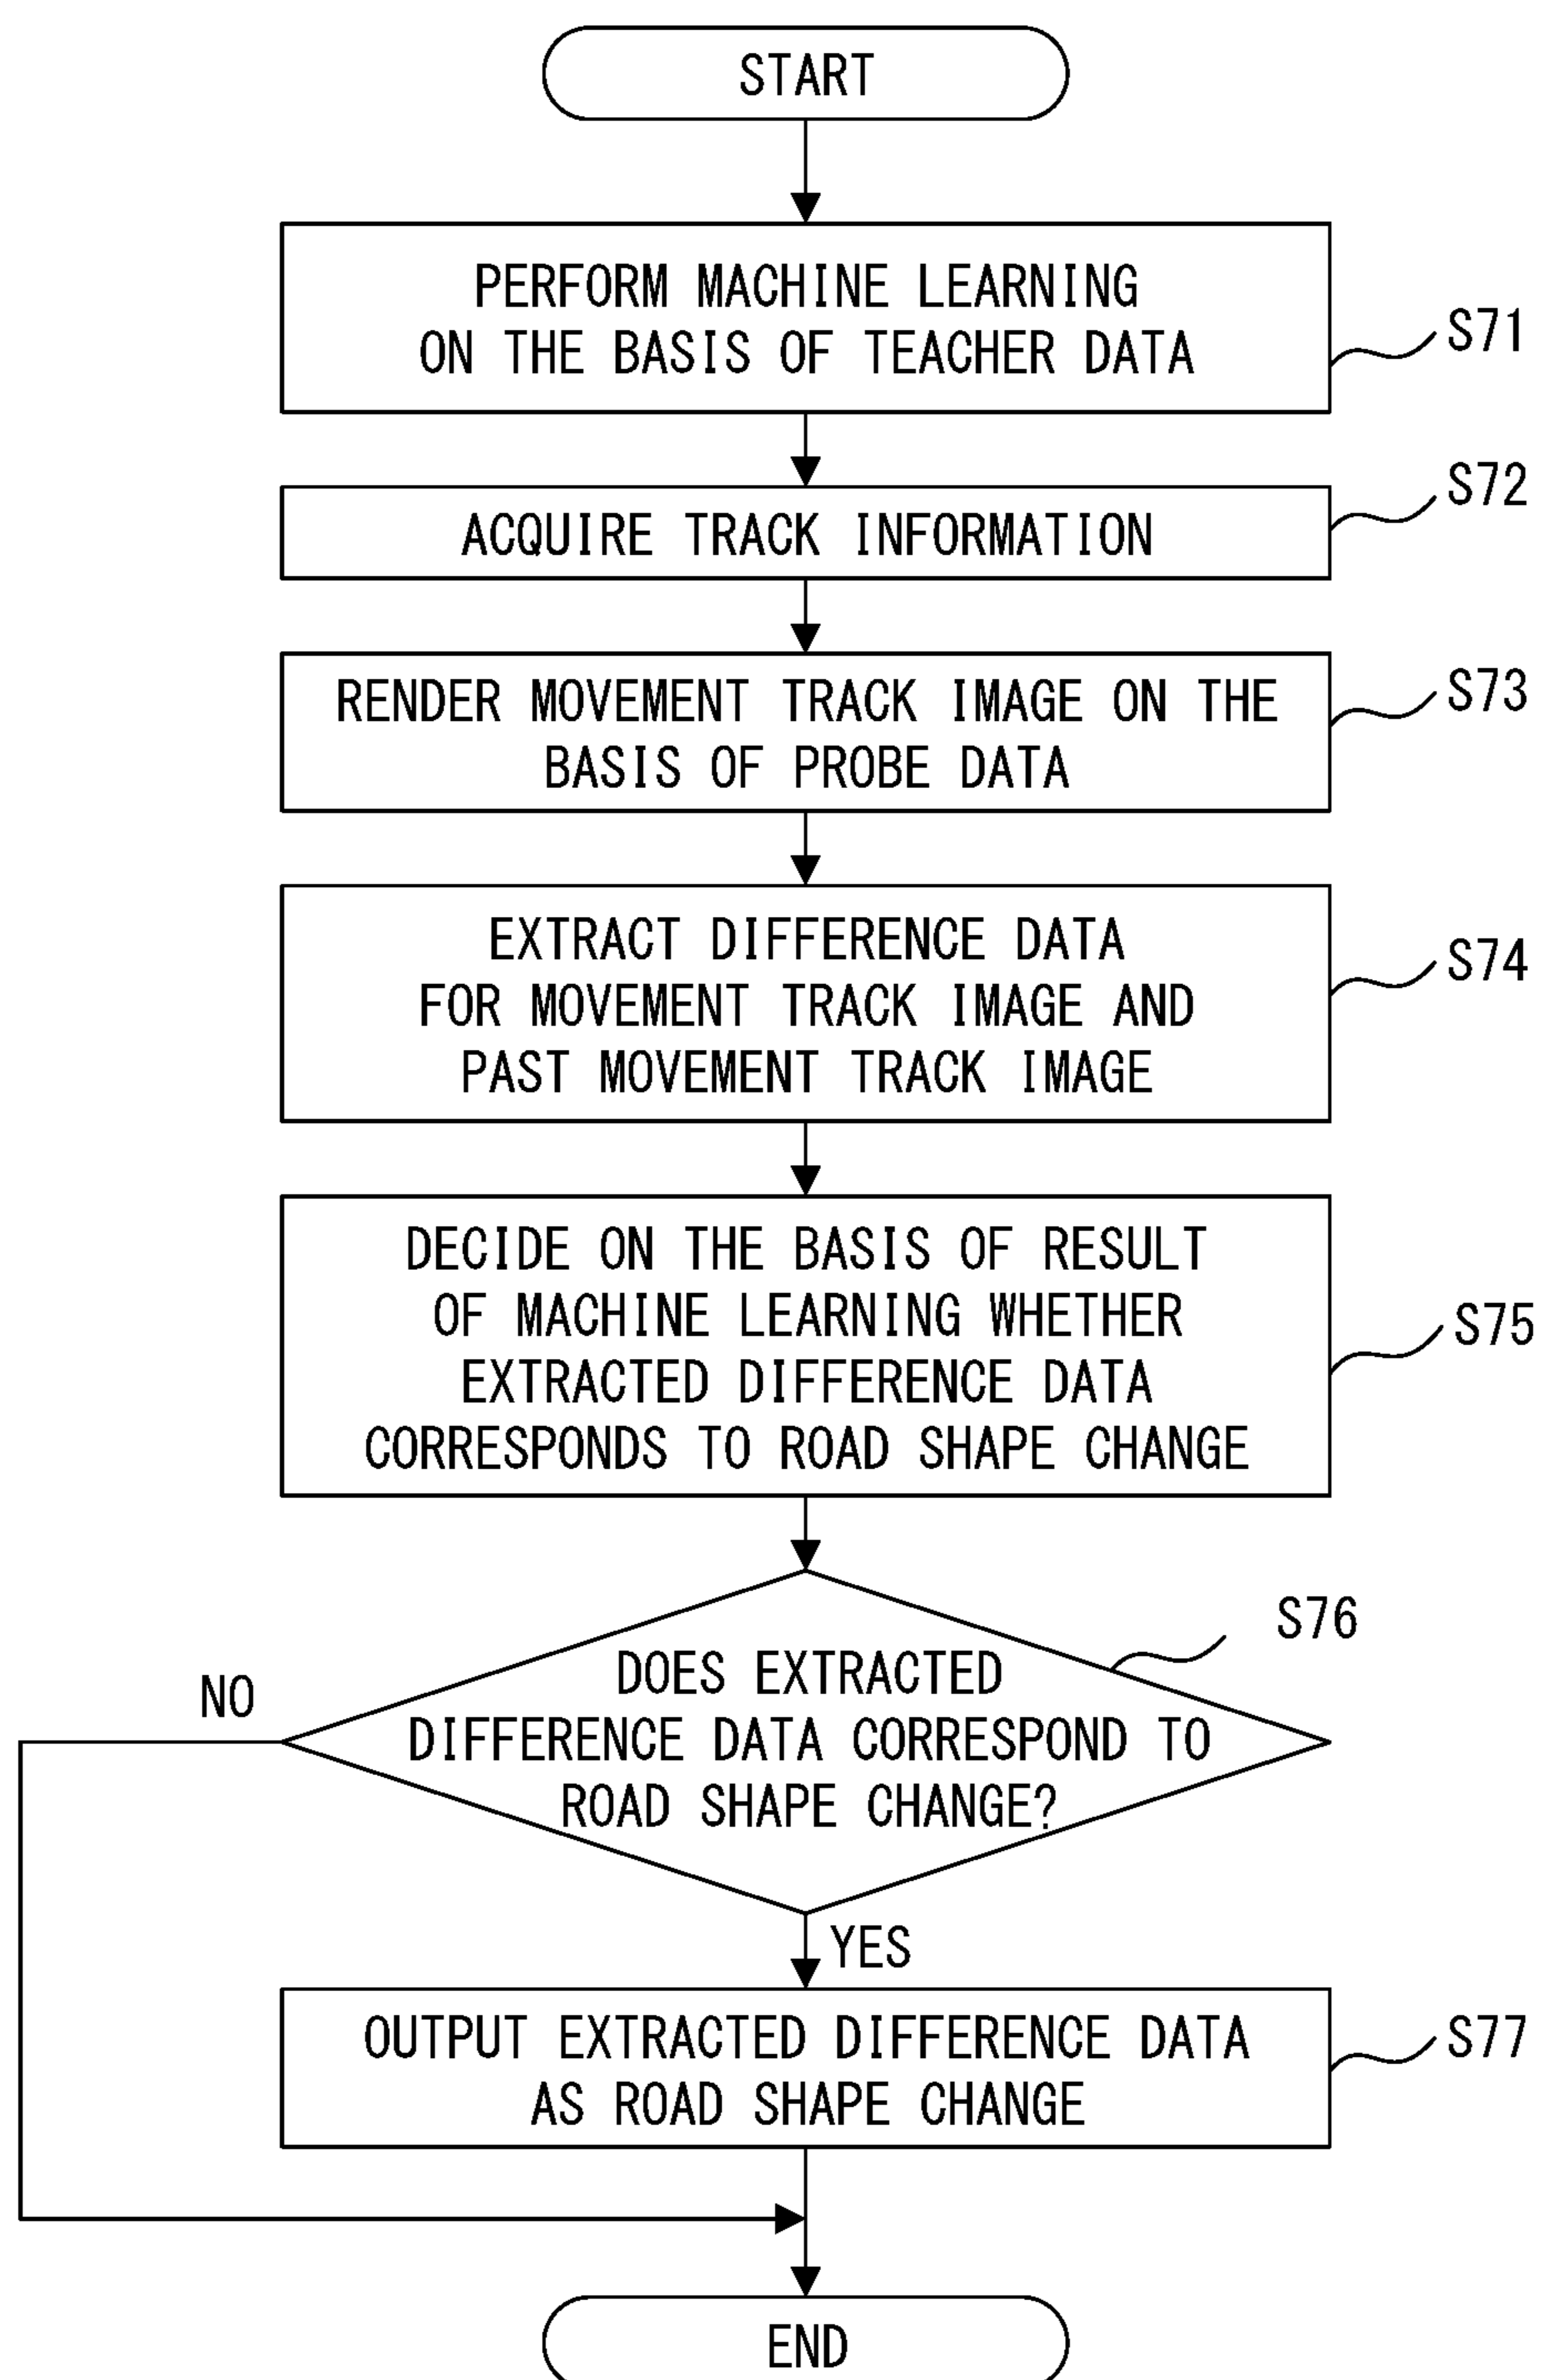 START
PERFORM MACHINE LEARNING
ON THE BASIS OF TEACHER DATA
S71
ACQUIRE TRACK INFORMATION
S72
RENDER MOVEMENT TRACK IMAGE ON THE
BASIS OF PROBE DATA
S73
EXTRACT DIFFERENCE DATA
FOR MOVEMENT TRACK IMAGE AND
PAST MOVEMENT TRACK IMAGE
S74
DECIDE ON THE BASIS OF RESULT
OF MACHINE LEARNING WHETHER
EXTRACTED DIFFERENCE DATA
CORRESPONDS TO ROAD SHAPE CHANGE
S75
DOES EXTRACTED
DIFFERENCE DATA CORRESPOND TO
ROAD SHAPE CHANGE?
S76
NO
YES
OUTPUT EXTRACTED DIFFERENCE DATA
AS ROAD SHAPE CHANGE
S77
END